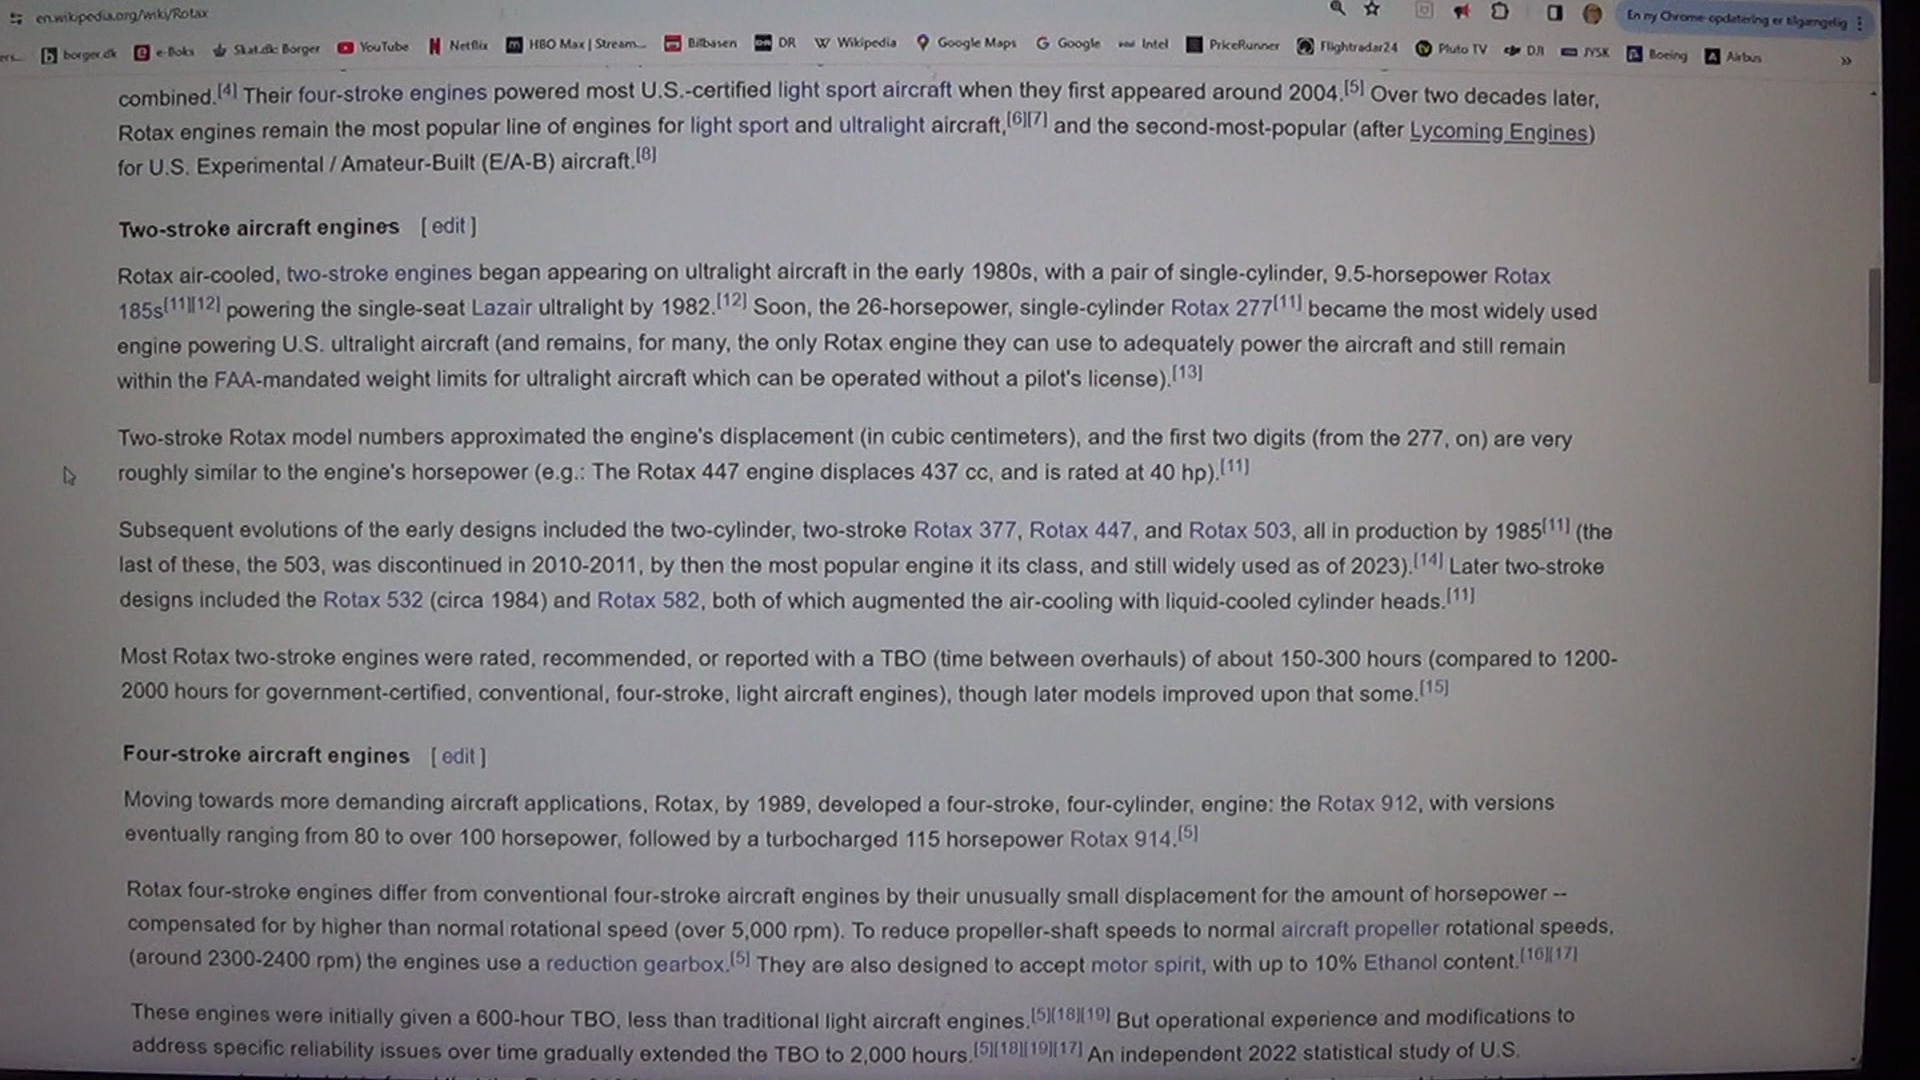 en.wikipedia.org/wiki/Rotax
En ny Chrome-opdatering er tilgængelig
borger.dk e-Boks Skat.dk: Borger YouTube Netflix HBO Max | Stream... Bilbasen DR Wikipedia Google Maps Google Intel PriceRunner Flightradar24 Pluto TV DJI JYSK Boeing Airbus »
combined.[4] Their four-stroke engines powered most U.S.-certified light sport aircraft when they first appeared around 2004.[5] Over two decades later,
Rotax engines remain the most popular line of engines for light sport and ultralight aircraft,[6][7] and the second-most-popular (after Lycoming Engines)
for U.S. Experimental / Amateur-Built (E/A-B) aircraft.[8]
Two-stroke aircraft engines [ edit ]
Rotax air-cooled, two-stroke engines began appearing on ultralight aircraft in the early 1980s, with a pair of single-cylinder, 9.5-horsepower Rotax
185s[11][12] powering the single-seat Lazair ultralight by 1982.[12] Soon, the 26-horsepower, single-cylinder Rotax 277[11] became the most widely used
engine powering U.S. ultralight aircraft (and remains, for many, the only Rotax engine they can use to adequately power the aircraft and still remain
within the FAA-mandated weight limits for ultralight aircraft which can be operated without a pilot's license).[13]
Two-stroke Rotax model numbers approximated the engine's displacement (in cubic centimeters), and the first two digits (from the 277, on) are very
roughly similar to the engine's horsepower (e.g.: The Rotax 447 engine displaces 437 cc, and is rated at 40 hp).[11]
Subsequent evolutions of the early designs included the two-cylinder, two-stroke Rotax 377, Rotax 447, and Rotax 503, all in production by 1985[11] (the
last of these, the 503, was discontinued in 2010-2011, by then the most popular engine it its class, and still widely used as of 2023).[14] Later two-stroke
designs included the Rotax 532 (circa 1984) and Rotax 582, both of which augmented the air-cooling with liquid-cooled cylinder heads.[11]
Most Rotax two-stroke engines were rated, recommended, or reported with a TBO (time between overhauls) of about 150-300 hours (compared to 1200-
2000 hours for government-certified, conventional, four-stroke, light aircraft engines), though later models improved upon that some.[15]
Four-stroke aircraft engines [ edit ]
Moving towards more demanding aircraft applications, Rotax, by 1989, developed a four-stroke, four-cylinder, engine: the Rotax 912, with versions
eventually ranging from 80 to over 100 horsepower, followed by a turbocharged 115 horsepower Rotax 914.[5]
Rotax four-stroke engines differ from conventional four-stroke aircraft engines by their unusually small displacement for the amount of horsepower --
compensated for by higher than normal rotational speed (over 5,000 rpm). To reduce propeller-shaft speeds to normal aircraft propeller rotational speeds,
(around 2300-2400 rpm) the engines use a reduction gearbox.[5] They are also designed to accept motor spirit, with up to 10% Ethanol content.[16][17]
These engines were initially given a 600-hour TBO, less than traditional light aircraft engines.[5][18][19] But operational experience and modifications to
address specific reliability issues over time gradually extended the TBO to 2,000 hours.[5][18][19][17] An independent 2022 statistical study of U.S.